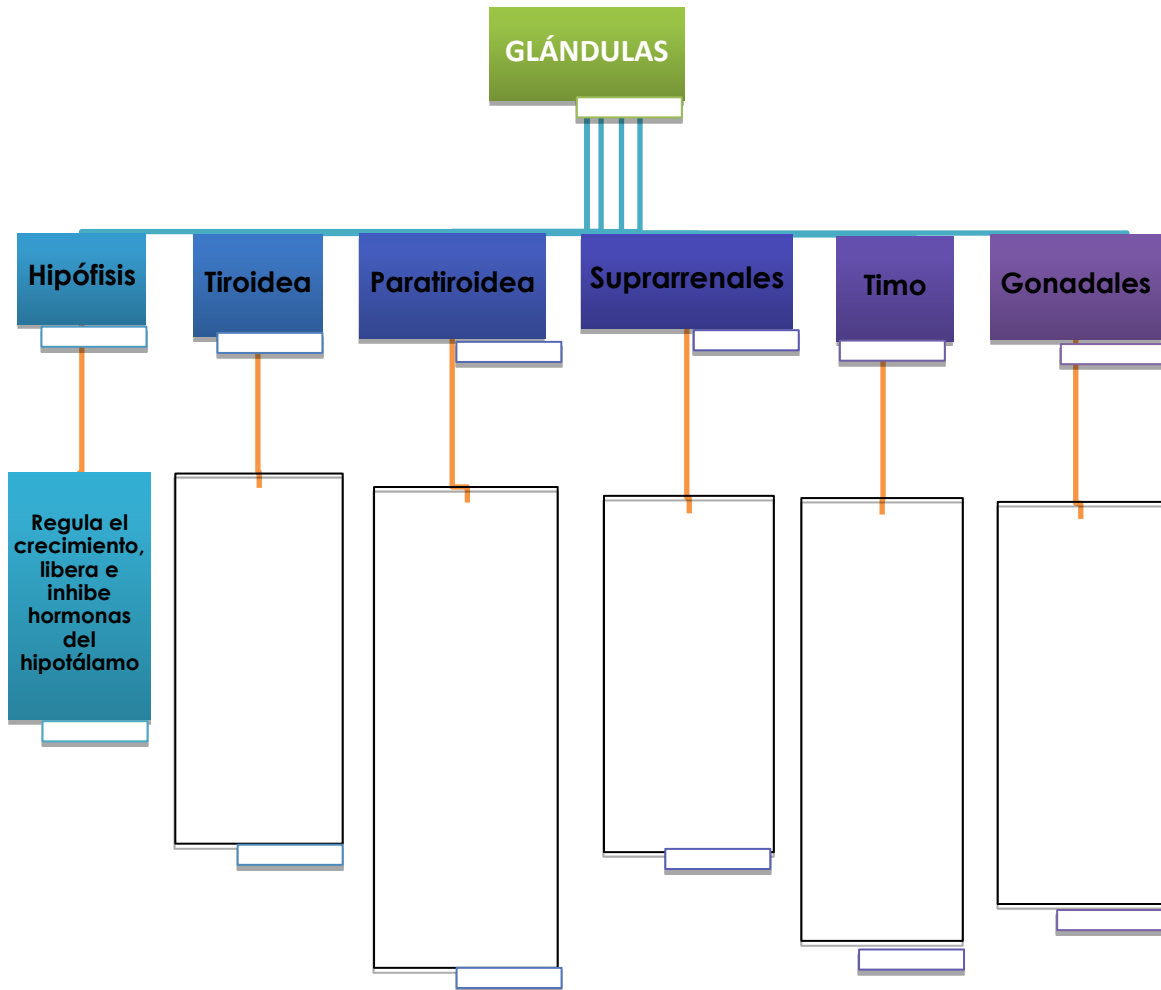 GLÁNDULAS
Hipófisis
Tiroidea
Paratiroidea
Suprarrenales
Timo
Gonadales
Regula el
crecimiento,
libera e
inhibe
hormonas
del
hipotálamo